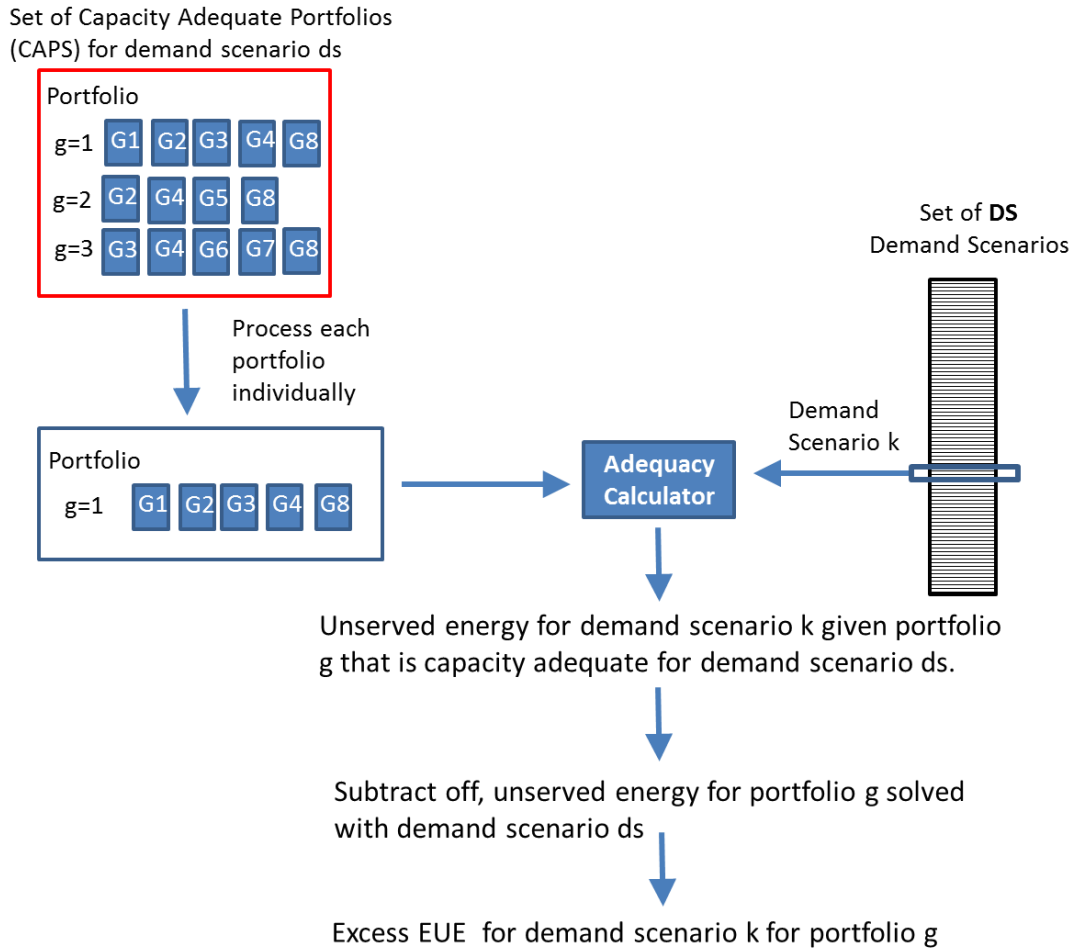 Set of Capacity Adequate Portfolios
(CAPS) for demand scenario ds
Portfolio
g=1 G1 G2 G3 G4 G8
g=2 G2 G4 G5 G8
g=3 G3 G4 G6 G7 G8
Set of DS
Demand Scenarios
Process each
portfolio
individually
Demand
Scenario k
Portfolio
g=1 G1 G2 G3 G4 G8
Adequacy
Calculator
Unserved energy for demand scenario k given portfolio
g that is capacity adequate for demand scenario ds.
Subtract off, unserved energy for portfolio g solved
with demand scenario ds
Excess EUE for demand scenario k for portfolio g